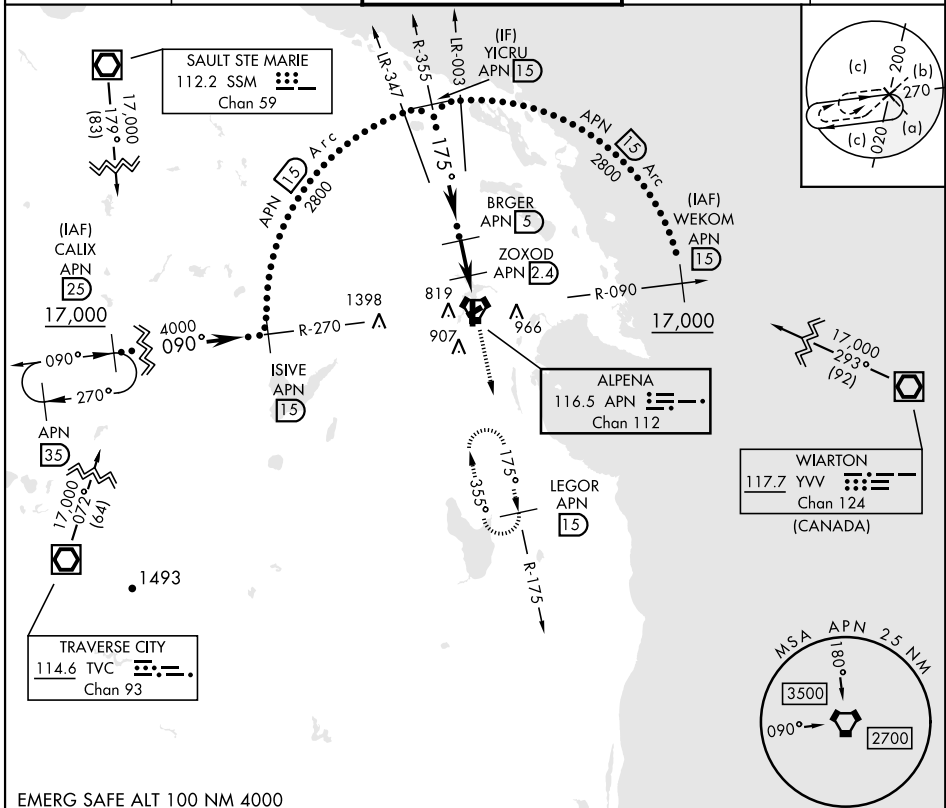 SAULT STE MARIE
112.2 SSM
Chan 59
17,000
179°
(83)
LR-347
R-355
LR-003
(IF)
YICRU
APN 15
(c)
200
(b)
270
(a)
020
(c)
175°
APN 15 Arc
2800
APN 15 Arc
2800
BRGER
APN 5
ZOXOD
APN 2.4
(IAF)
WEKOM
APN
15
R-090
17,000
(IAF)
CALIX
APN
25
17,000
4000
090°
1398
R-270
819
907
966
090°
270°
ISIVE
APN
15
APN
35
ALPENA
116.5 APN
Chan 112
17,000
293°
(92)
WIARTON
117.7 YVV
Chan 124
(CANADA)
17,000
072°
(64)
175°
355°
LEGOR
APN
15
R-175
1493
TRAVERSE CITY
114.6 TVC
Chan 93
MSA APN 25 NM
180°
3500
090°
2700
EMERG SAFE ALT 100 NM 4000